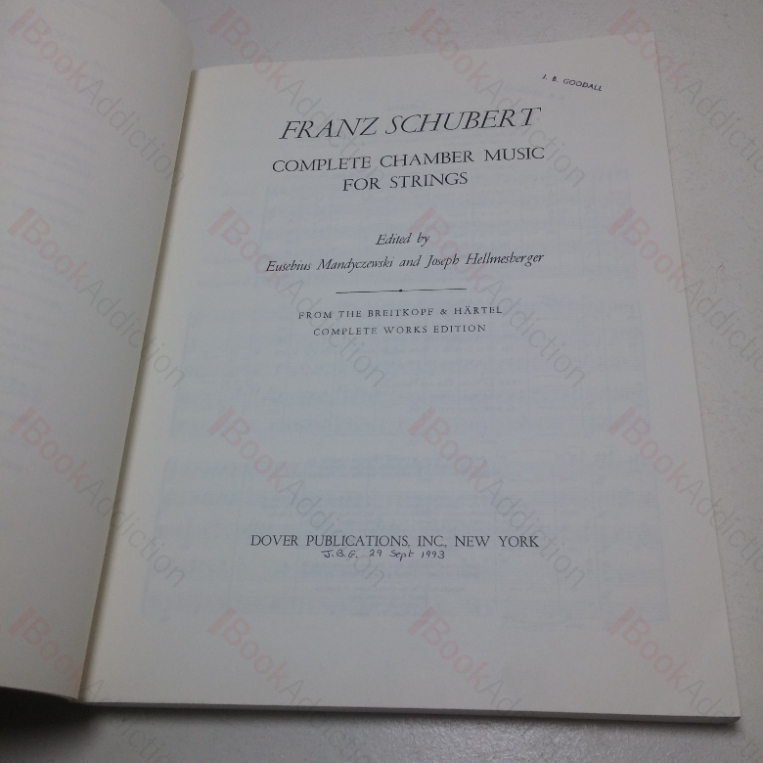 J. B. GOODALL
FRANZ SCHUBERT
COMPLETE CHAMBER MUSIC
FOR STRINGS
Edited by
Eusebius Mandyczewski and Joseph Hellmesberger
FROM THE BREITKOPF & HÄRTEL
COMPLETE WORKS EDITION
DOVER PUBLICATIONS, INC., NEW YORK
J.B.G. 29 Sept 1993
BookAddiction